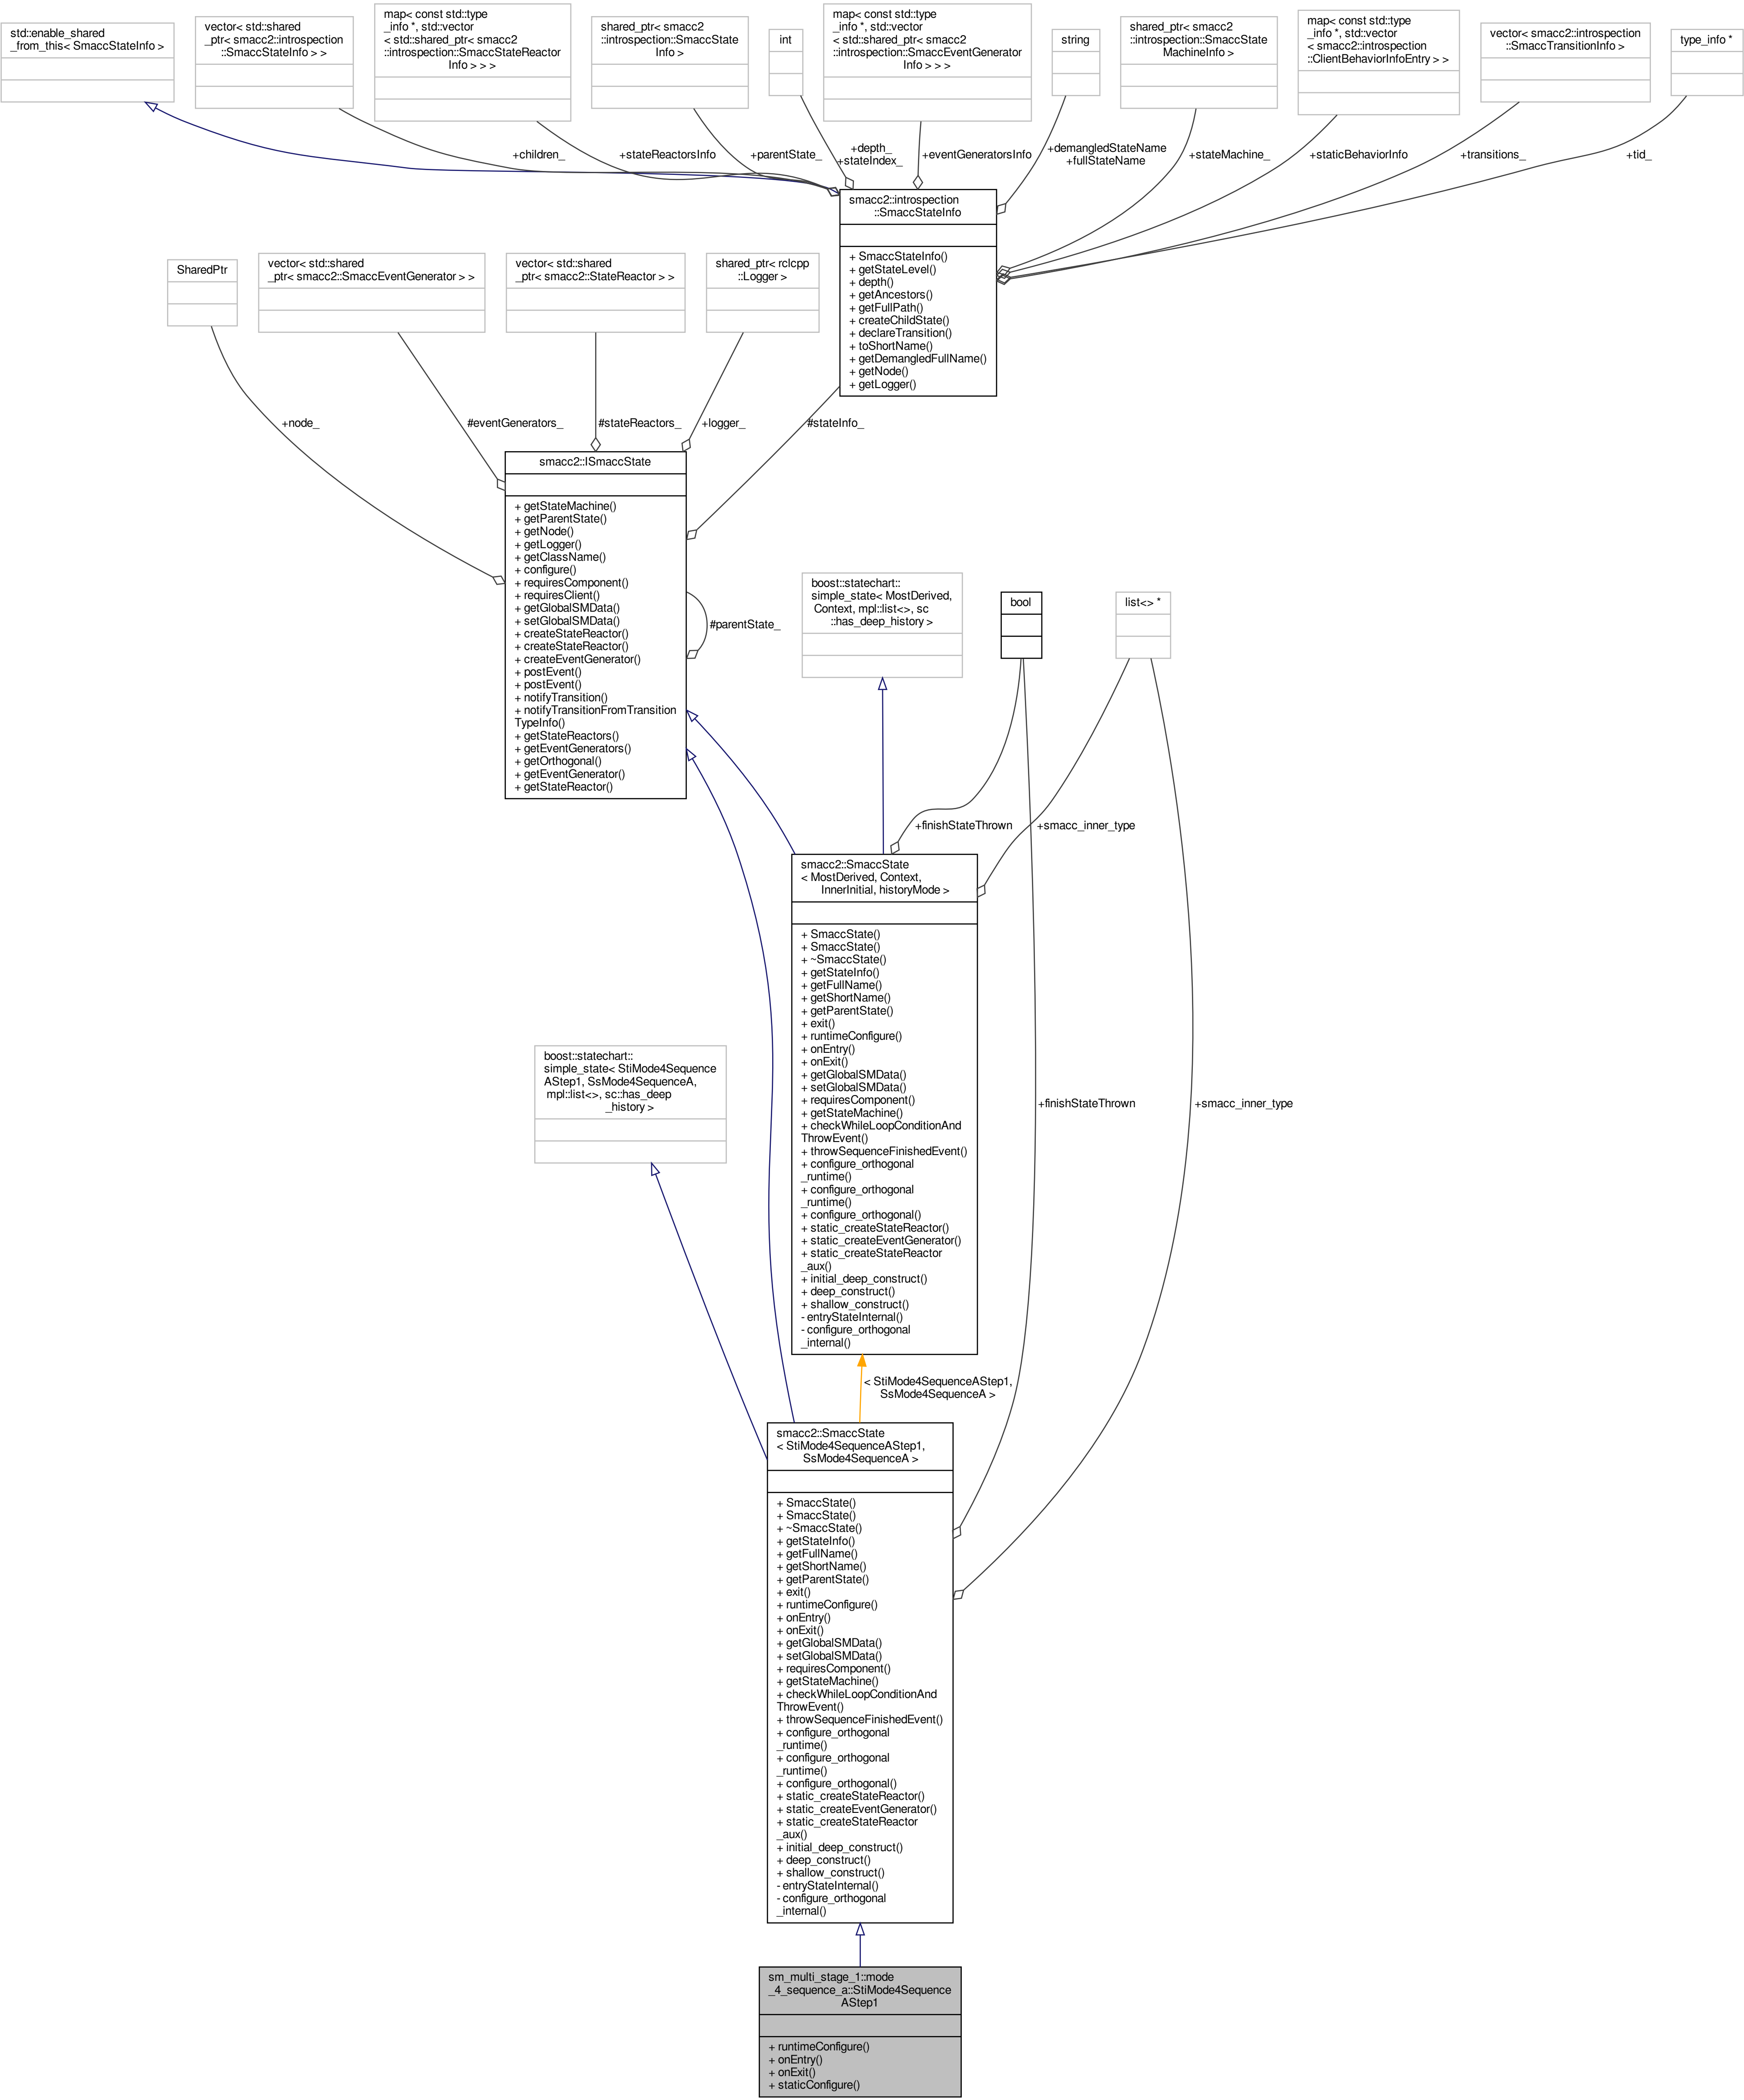 std::enable_shared
_from_this< SmaccStateInfo >
vector< std::shared
_ptr< smacc2::introspection
::SmaccStateInfo > >
map< const std::type
_info *, std::vector
< std::shared_ptr< smacc2
::introspection::SmaccStateReactor
Info > > >
shared_ptr< smacc2
::introspection::SmaccState
Info >
int
map< const std::type
_info *, std::vector
< std::shared_ptr< smacc2
::introspection::SmaccEventGenerator
Info > > >
string
shared_ptr< smacc2
::introspection::SmaccState
MachineInfo >
map< const std::type
_info *, std::vector
< smacc2::introspection
::ClientBehaviorInfoEntry > >
vector< smacc2::introspection
::SmaccTransitionInfo >
type_info *
+children_
+stateReactorsInfo
+parentState_
+depth_
+stateIndex_
+eventGeneratorsInfo
+demangledStateName
+fullStateName
+stateMachine_
+staticBehaviorInfo
+transitions_
+tid_
smacc2::introspection
::SmaccStateInfo
+ SmaccStateInfo()
+ getStateLevel()
+ depth()
+ getAncestors()
+ getFullPath()
+ createChildState()
+ declareTransition()
+ toShortName()
+ getDemangledFullName()
+ getNode()
+ getLogger()
SharedPtr
vector< std::shared
_ptr< smacc2::SmaccEventGenerator > >
vector< std::shared
_ptr< smacc2::StateReactor > >
shared_ptr< rclcpp
::Logger >
+node_
#eventGenerators_
#stateReactors_
+logger_
#stateInfo_
smacc2::ISmaccState
+ getStateMachine()
+ getParentState()
+ getNode()
+ getLogger()
+ getClassName()
+ configure()
+ requiresComponent()
+ requiresClient()
+ getGlobalSMData()
+ setGlobalSMData()
+ createStateReactor()
+ createStateReactor()
+ createEventGenerator()
+ postEvent()
+ postEvent()
+ notifyTransition()
+ notifyTransitionFromTransition
TypeInfo()
+ getStateReactors()
+ getEventGenerators()
+ getOrthogonal()
+ getEventGenerator()
+ getStateReactor()
#parentState_
boost::statechart::
simple_state< MostDerived,
Context, mpl::list<>, sc
::has_deep_history >
bool
list<> *
+finishStateThrown
+smacc_inner_type
smacc2::SmaccState
< MostDerived, Context,
InnerInitial, historyMode >
+ SmaccState()
+ SmaccState()
+ ~SmaccState()
+ getStateInfo()
+ getFullName()
+ getShortName()
+ getParentState()
+ exit()
+ runtimeConfigure()
+ onEntry()
+ onExit()
+ getGlobalSMData()
+ setGlobalSMData()
+ requiresComponent()
+ getStateMachine()
+ checkWhileLoopConditionAnd
ThrowEvent()
+ throwSequenceFinishedEvent()
+ configure_orthogonal
_runtime()
+ configure_orthogonal
_runtime()
+ configure_orthogonal()
+ static_createStateReactor()
+ static_createEventGenerator()
+ static_createStateReactor
_aux()
+ initial_deep_construct()
+ deep_construct()
+ shallow_construct()
- entryStateInternal()
- configure_orthogonal
_internal()
boost::statechart::
simple_state< StiMode4Sequence
AStep1, SsMode4SequenceA,
mpl::list<>, sc::has_deep
_history >
+finishStateThrown
+smacc_inner_type
< StiMode4SequenceAStep1,
SsMode4SequenceA >
smacc2::SmaccState
< StiMode4SequenceAStep1,
SsMode4SequenceA >
+ SmaccState()
+ SmaccState()
+ ~SmaccState()
+ getStateInfo()
+ getFullName()
+ getShortName()
+ getParentState()
+ exit()
+ runtimeConfigure()
+ onEntry()
+ onExit()
+ getGlobalSMData()
+ setGlobalSMData()
+ requiresComponent()
+ getStateMachine()
+ checkWhileLoopConditionAnd
ThrowEvent()
+ throwSequenceFinishedEvent()
+ configure_orthogonal
_runtime()
+ configure_orthogonal
_runtime()
+ configure_orthogonal()
+ static_createStateReactor()
+ static_createEventGenerator()
+ static_createStateReactor
_aux()
+ initial_deep_construct()
+ deep_construct()
+ shallow_construct()
- entryStateInternal()
- configure_orthogonal
_internal()
sm_multi_stage_1::mode
_4_sequence_a::StiMode4Sequence
AStep1
+ runtimeConfigure()
+ onEntry()
+ onExit()
+ staticConfigure()